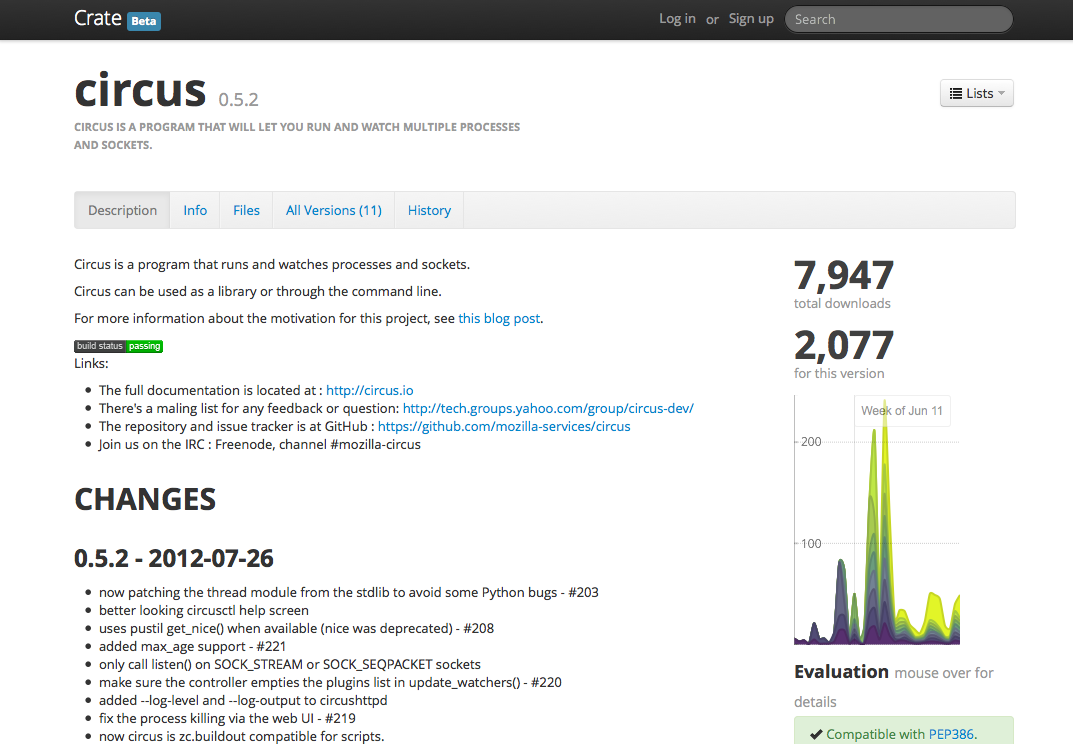 Crate Beta
Log in or Sign up Search
circus 0.5.2
Lists
CIRCUS IS A PROGRAM THAT WILL LET YOU RUN AND WATCH MULTIPLE PROCESSES
AND SOCKETS.
Description Info Files All Versions (11) History
Circus is a program that runs and watches processes and sockets.
Circus can be used as a library or through the command line.
For more information about the motivation for this project, see this blog post.
build status passing
Links:
The full documentation is located at : http://circus.io
There's a maling list for any feedback or question: http://tech.groups.yahoo.com/group/circus-dev/
The repository and issue tracker is at GitHub : https://github.com/mozilla-services/circus
Join us on the IRC : Freenode, channel #mozilla-circus
CHANGES
0.5.2 - 2012-07-26
now patching the thread module from the stdlib to avoid some Python bugs - #203
better looking circusctl help screen
uses pustil get_nice() when available (nice was deprecated) - #208
added max_age support - #221
only call listen() on SOCK_STREAM or SOCK_SEQPACKET sockets
make sure the controller empties the plugins list in update_watchers() - #220
added --log-level and --log-output to circushttpd
fix the process killing via the web UI - #219
now circus is zc.buildout compatible for scripts.
7,947
total downloads
2,077
for this version
Week of Jun 11
200
100
Evaluation mouse over for
details
Compatible with PEP386.